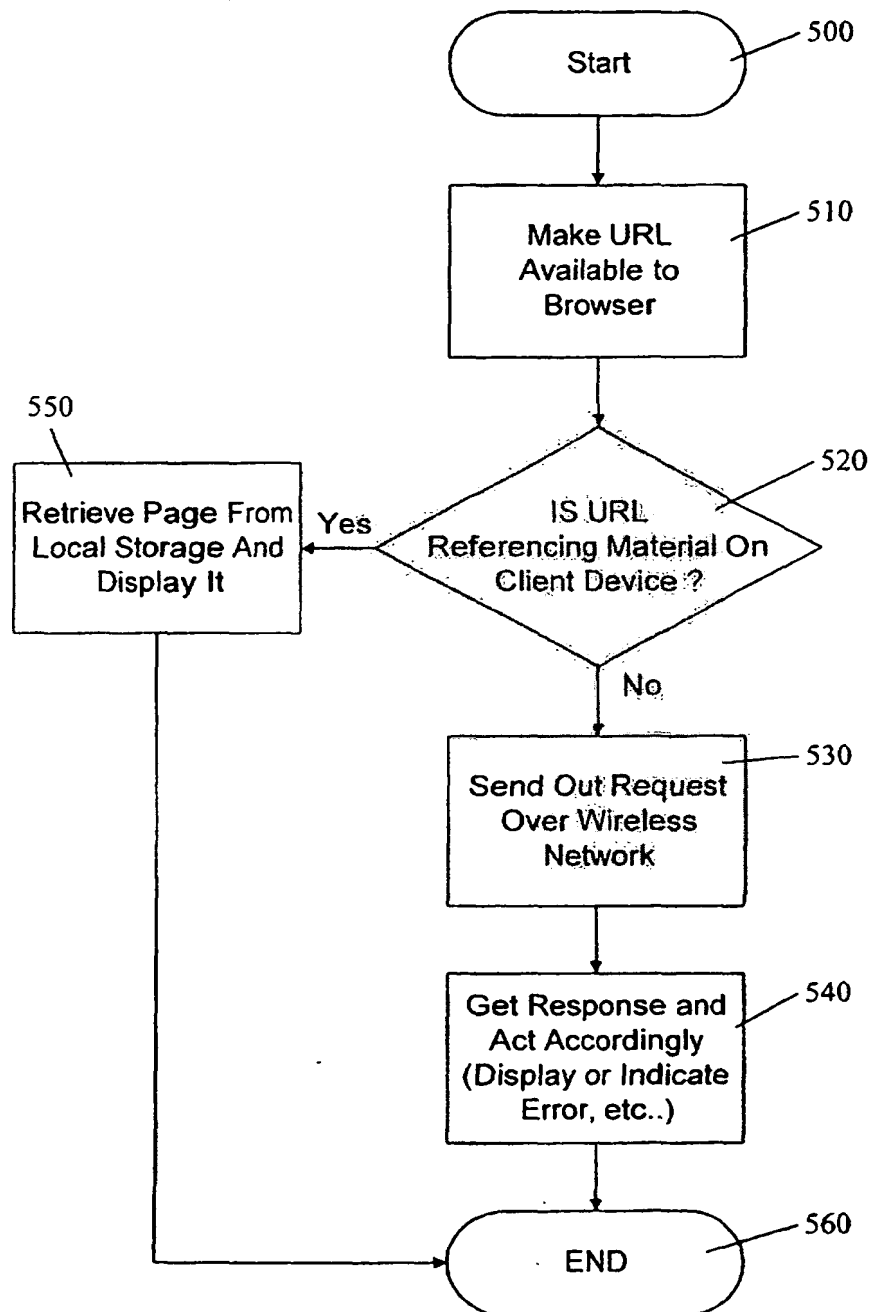 Start
500
Make URL
Available to
Browser
510
IS URL
Referencing Material On
Client Device ?
520
Yes
550
Retrieve Page From
Local Storage And
Display It
No
Send Out Request
Over Wireless
Network
530
Get Response and
Act Accordingly
(Display or Indicate
Error, etc..)
540
END
560